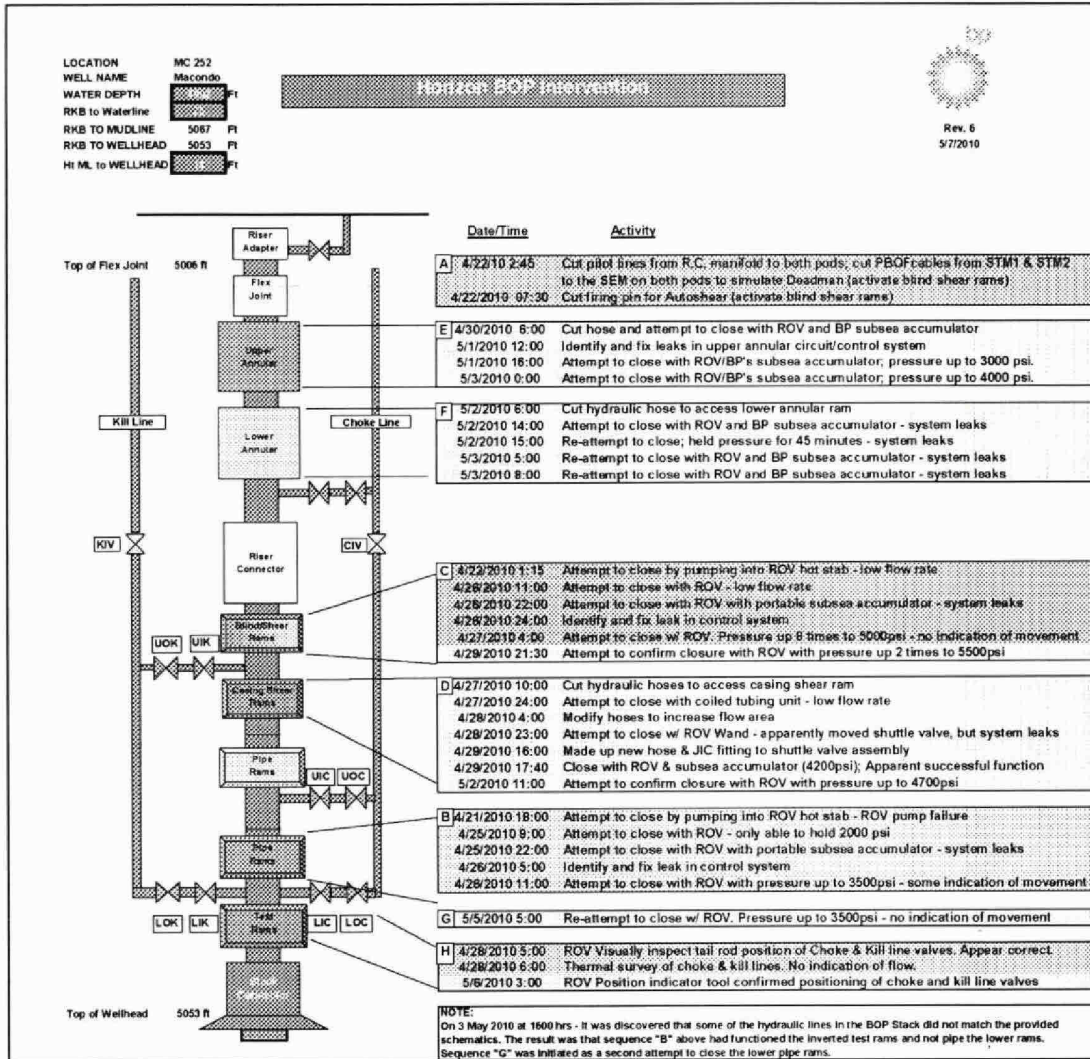 LOCATION MC 252
WELL NAME Macondo
WATER DEPTH Ft
RKB to Waterline
RKB TO MUDLINE 5067 Ft
RKB TO WELLHEAD 5053 Ft
Ht ML to WELLHEAD Ft
Horizon BOP Intervention
bp
Rev. 6
5/7/2010
Date/Time Activity
A 4/22/10 2:45 Cut pilot lines from R.C. manifold to both pods; cut PBOF cables from STM1 & STM2
to the SEM on both pods to simulate Deadman (activate blind shear rams)
4/22/2010 07:30 Cut firing pin for Autoshear (activate blind shear rams)
E 4/30/2010 6:00 Cut hose and attempt to close with ROV and BP subsea accumulator
5/1/2010 12:00 Identify and fix leaks in upper annular circuit/control system
5/1/2010 16:00 Attempt to close with ROV/BP's subsea accumulator; pressure up to 3000 psi.
5/3/2010 0:00 Attempt to close with ROV/BP's subsea accumulator; pressure up to 4000 psi.
F 5/2/2010 6:00 Cut hydraulic hose to access lower annular ram
5/2/2010 14:00 Attempt to close with ROV and BP subsea accumulator - system leaks
5/2/2010 15:00 Re-attempt to close; held pressure for 45 minutes - system leaks
5/3/2010 5:00 Re-attempt to close with ROV and BP subsea accumulator - system leaks
5/3/2010 8:00 Re-attempt to close with ROV and BP subsea accumulator - system leaks
C 4/22/2010 1:15 Attempt to close by pumping into ROV hot stab - low flow rate
4/26/2010 11:00 Attempt to close with ROV - low flow rate
4/26/2010 22:00 Attempt to close with ROV with portable subsea accumulator - system leaks
4/26/2010 24:00 Identify and fix leak in control system
4/27/2010 4:00 Attempt to close w/ ROV. Pressure up 6 times to 5000psi - no indication of movement
4/29/2010 21:30 Attempt to confirm closure with ROV with pressure up 2 times to 5500psi
D 4/27/2010 10:00 Cut hydraulic hoses to access casing shear ram
4/27/2010 24:00 Attempt to close with coiled tubing unit - low flow rate
4/28/2010 4:00 Modify hoses to increase flow area
4/28/2010 23:00 Attempt to close w/ ROV Wand - apparently moved shuttle valve, but system leaks
4/29/2010 16:00 Made up new hose & JIC fitting to shuttle valve assembly
4/29/2010 17:40 Close with ROV & subsea accumulator (4200psi); Apparent successful function
5/2/2010 11:00 Attempt to confirm closure with ROV with pressure up to 4700psi
B 4/21/2010 18:00 Attempt to close by pumping into ROV hot stab - ROV pump failure
4/25/2010 8:00 Attempt to close with ROV - only able to hold 2000 psi
4/25/2010 22:00 Attempt to close with ROV with portable subsea accumulator - system leaks
4/26/2010 5:00 Identify and fix leak in control system
4/26/2010 11:00 Attempt to close with ROV with pressure up to 3500psi - some indication of movement
G 5/5/2010 5:00 Re-attempt to close w/ ROV. Pressure up to 3500psi - no indication of movement
H 4/28/2010 5:00 ROV Visually inspect tail rod position of Choke & Kill line valves. Appear correct.
4/28/2010 6:00 Thermal survey of choke & kill lines. No indication of flow.
5/6/2010 3:00 ROV Position indicator tool confirmed positioning of choke and kill line valves
NOTE:
On 3 May 2010 at 1600 hrs - It was discovered that some of the hydraulic lines in the BOP Stack did not match the provided
schematics. The result was that sequence "B" above had functioned the inverted test rams and not pipe the lower rams.
Sequence "G" was initiated as a second attempt to close the lower pipe rams.
Riser
Adapter
Top of Flex Joint 5006 ft
Flex
Joint
Upper
Annular
Kill Line
Choke Line
Lower
Annular
KIV
CIV
Riser
Connector
Blind/Shear
Rams
UOK UIK
Casing Shear
Rams
Pipe
Rams
UIC UOC
Pipe
Rams
LOK LIK
LIC LOC
Test
Rams
Top of Wellhead 5053 ft